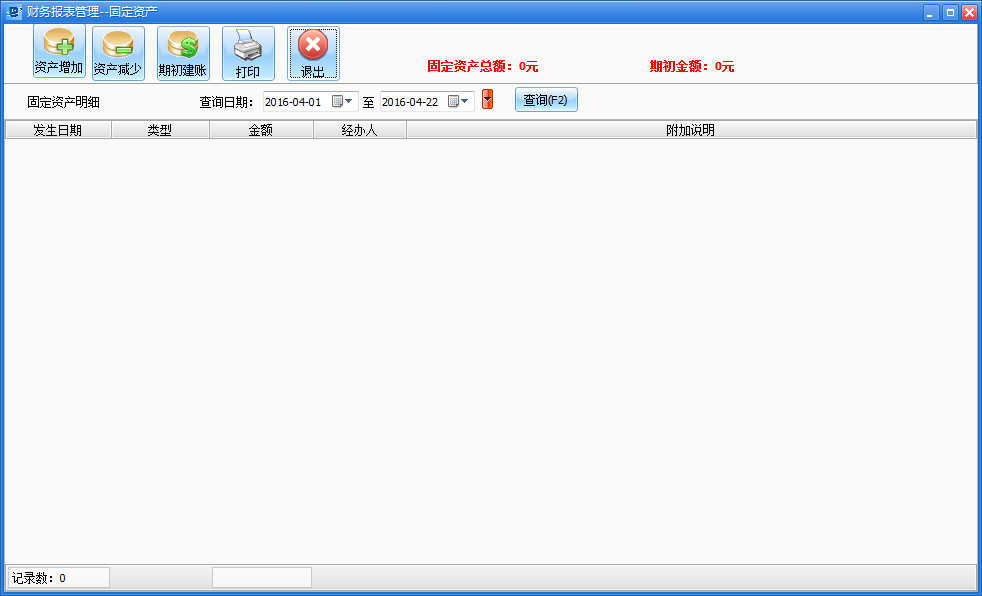 财务报表管理--固定资产
资产增加 资产减少 期初建账 打印 退出 固定资产总额：0元 期初金额：0元
固定资产明细 查询日期： 2016-04-01 至 2016-04-22 查询(F2)
发生日期 类型 金额 经办人 附加说明
记录数：0